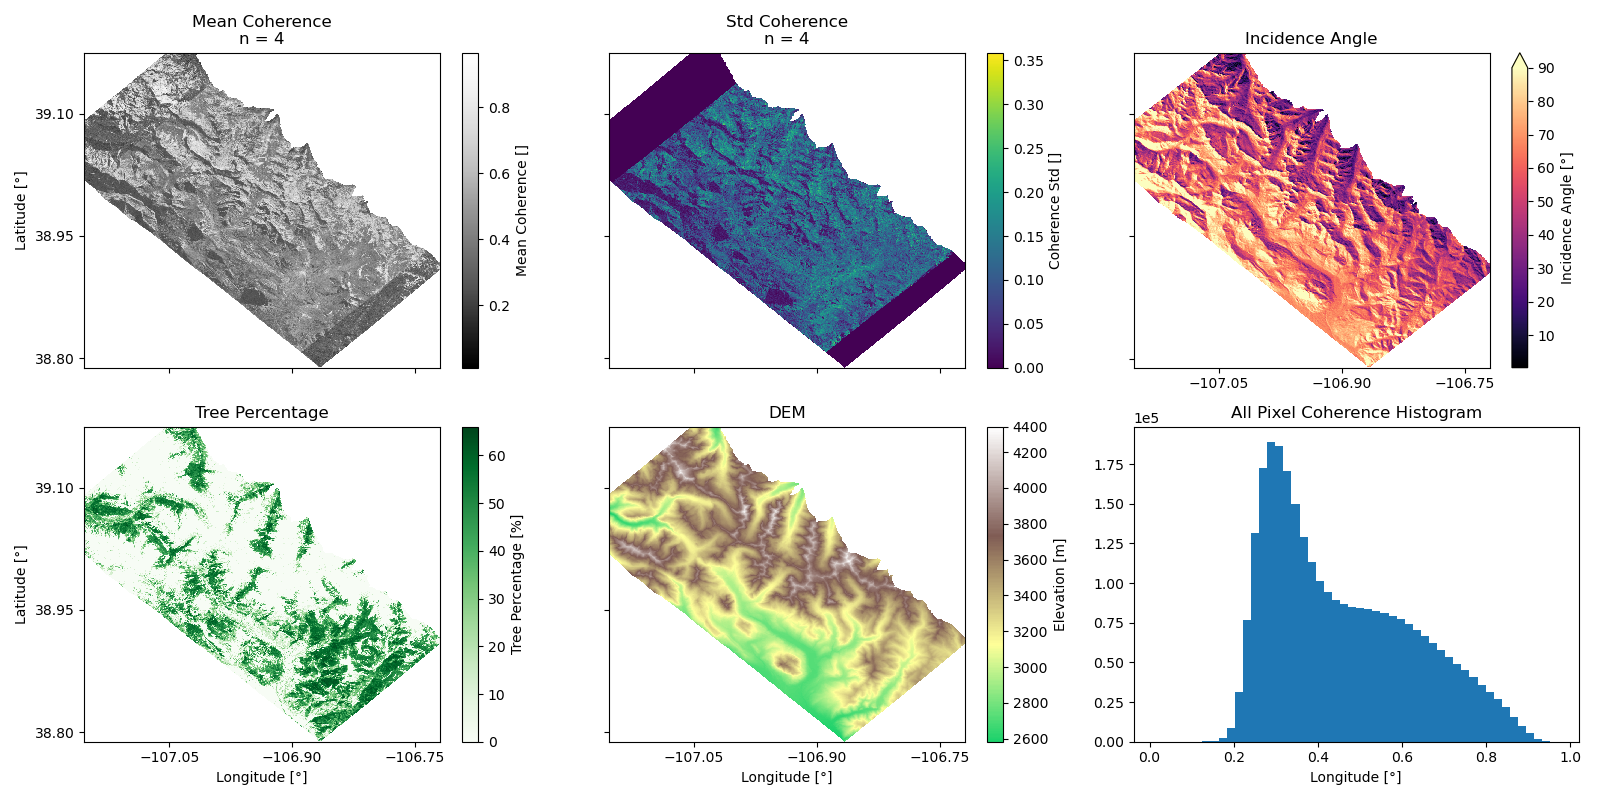 Mean Coherence
n = 4
39.10
38.95
38.80
Latitude [°]
0.8
0.6
0.4
0.2
Mean Coherence []
Std Coherence
n = 4
0.35
0.30
0.25
0.20
0.15
0.10
0.05
0.00
Coherence Std []
Incidence Angle
−107.05 −106.90 −106.75
90
80
70
60
50
40
30
20
10
Incidence Angle [°]
Tree Percentage
39.10
38.95
38.80
Latitude [°]
−107.05 −106.90 −106.75
Longitude [°]
60
50
40
30
20
10
0
Tree Percentage [%]
DEM
−107.05 −106.90 −106.75
Longitude [°]
4400
4200
4000
3800
3600
3400
3200
3000
2800
2600
Elevation [m]
All Pixel Coherence Histogram
1e5
1.75
1.50
1.25
1.00
0.75
0.50
0.25
0.00
0.0 0.2 0.4 0.6 0.8 1.0
Longitude [°]